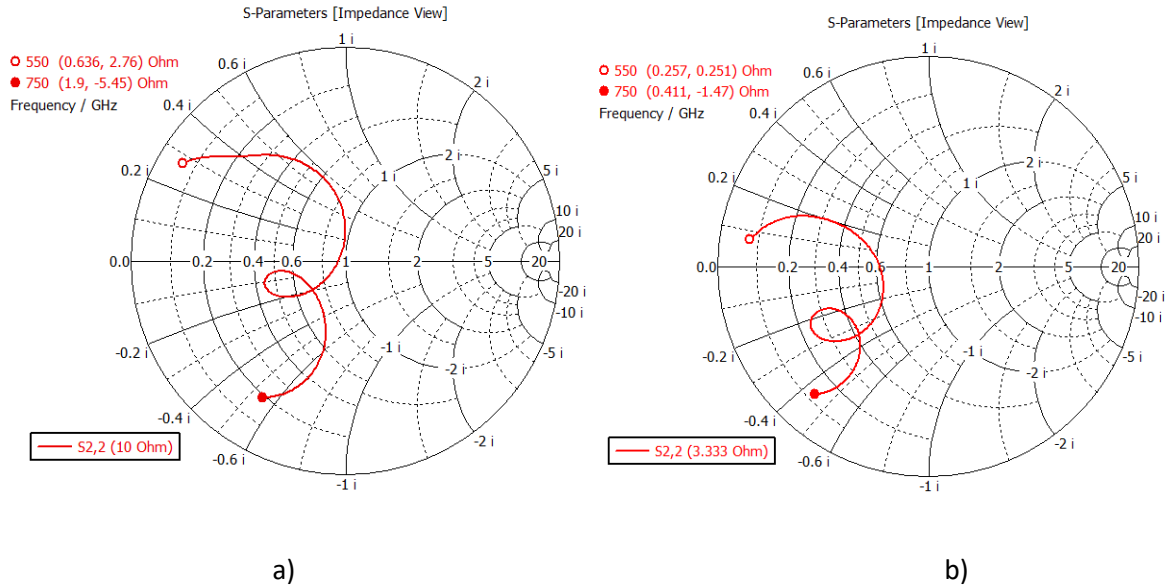 S-Parameters [Impedance View]
550 (0.636, 2.76) Ohm
750 (1.9, -5.45) Ohm
Frequency / GHz
1 i
0.6 i
2 i
0.4 i
0.2 i
5 i
10 i
20 i
2 i
1 i
0.0
0.2
0.4
0.6
1
2
5
20
-20 i
-10 i
-5 i
-0.2 i
-1 i
-2 i
-0.4 i
-0.6 i
-2 i
-1 i
S2,2 (10 Ohm)
a)
S-Parameters [Impedance View]
550 (0.257, 0.251) Ohm
750 (0.411, -1.47) Ohm
Frequency / GHz
1 i
0.6 i
2 i
0.4 i
0.2 i
5 i
10 i
20 i
2 i
1 i
0.0
0.2
0.4
0.6
1
2
5
20
-20 i
-10 i
-5 i
-0.2 i
-1 i
-2 i
-0.4 i
-0.6 i
-2 i
-1 i
S2,2 (3.333 Ohm)
b)